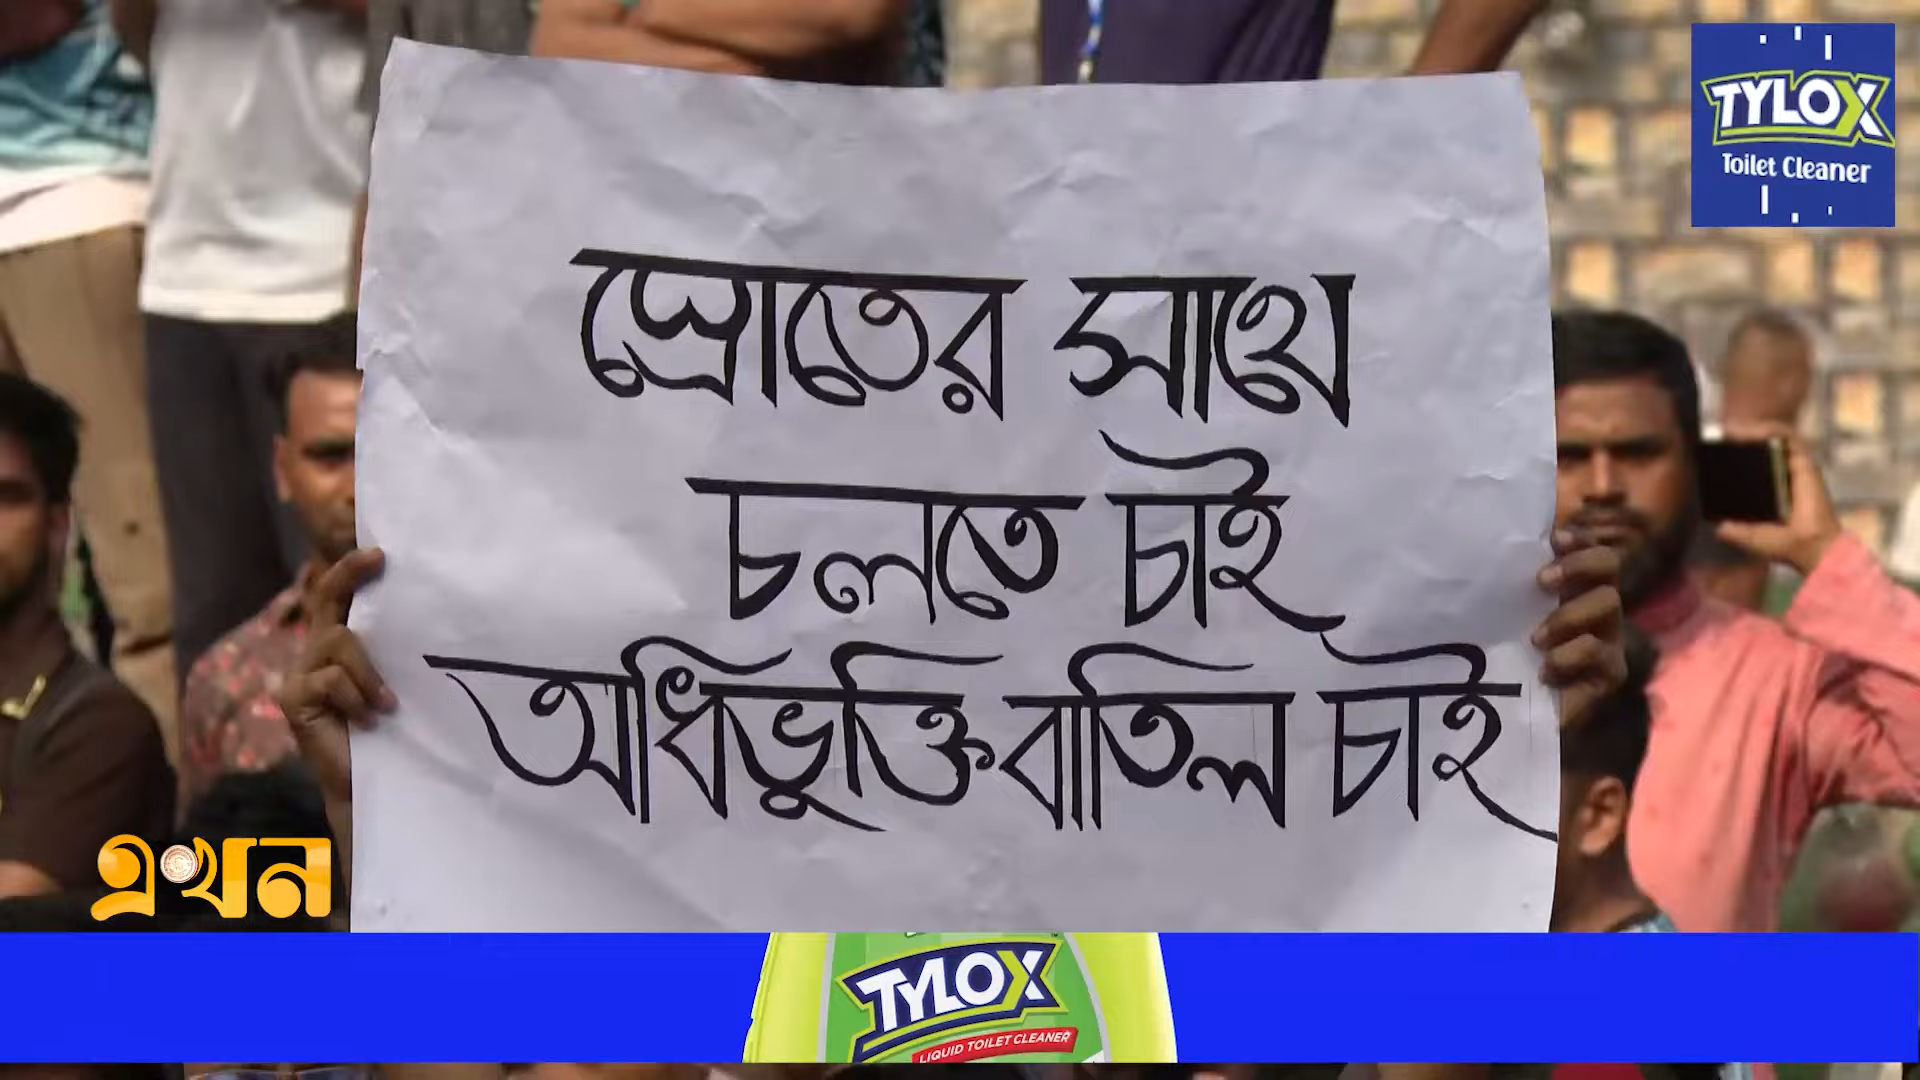 TYLOX
Toilet Cleaner
স্রোতের সাথে
চলতে চাই
অধিভুক্তি বাতিল চাই
এখন
TYLOX
LIQUID TOILET CLEANER